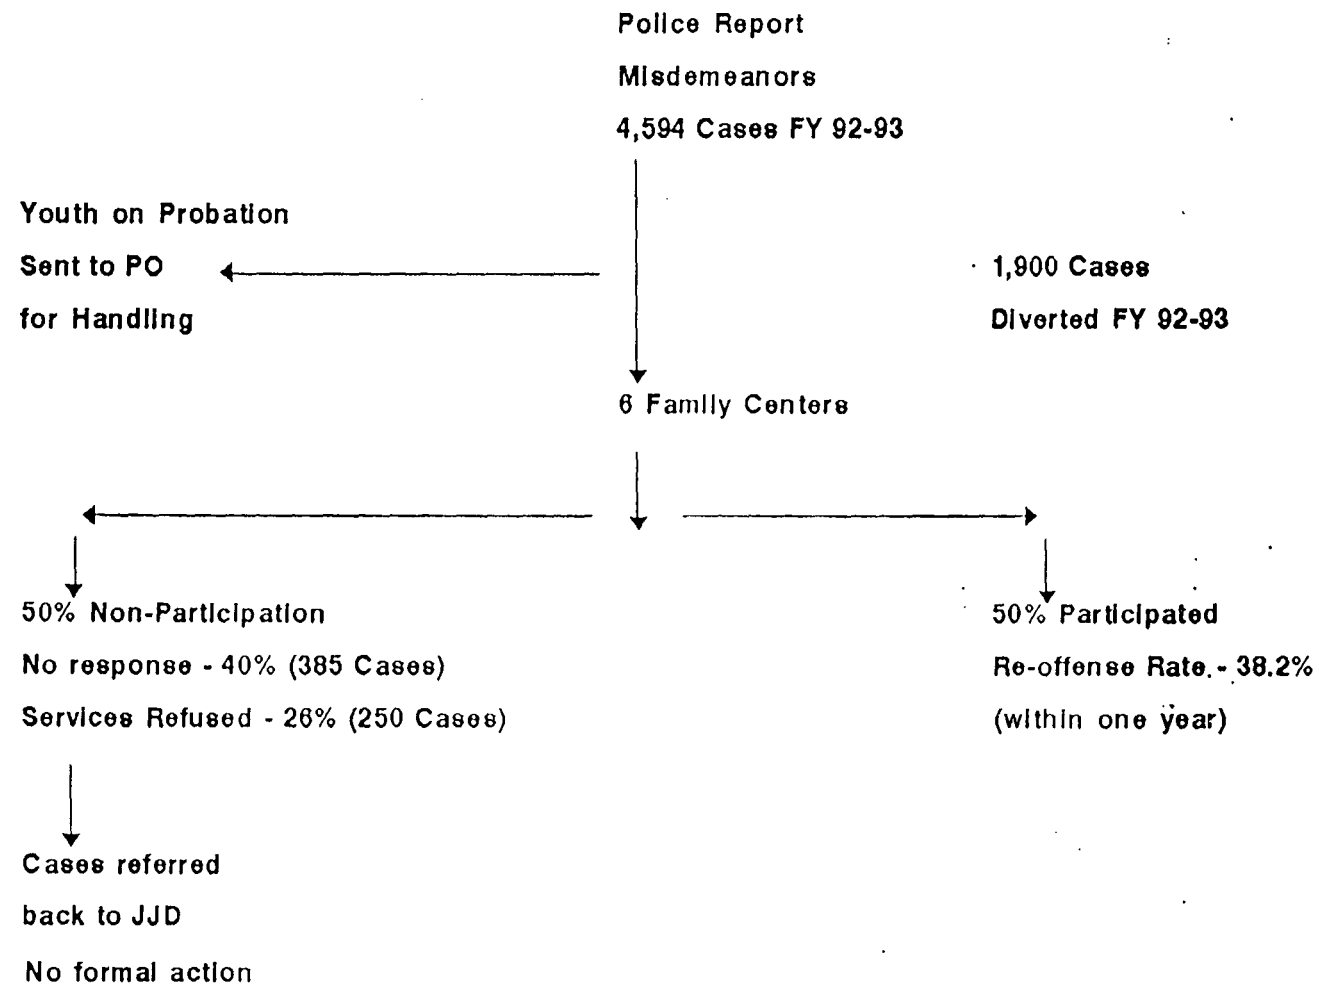 Police Report
Misdemeanors
4,594 Cases FY 92-93
Youth on Probation
Sent to PO
for Handling
1,900 Cases
Diverted FY 92-93
6 Family Centers
50% Non-Participation
No response - 40% (385 Cases)
Services Refused - 26% (250 Cases)
50% Participated
Re-offense Rate - 38.2%
(within one year)
Cases referred
back to JJD
No formal action